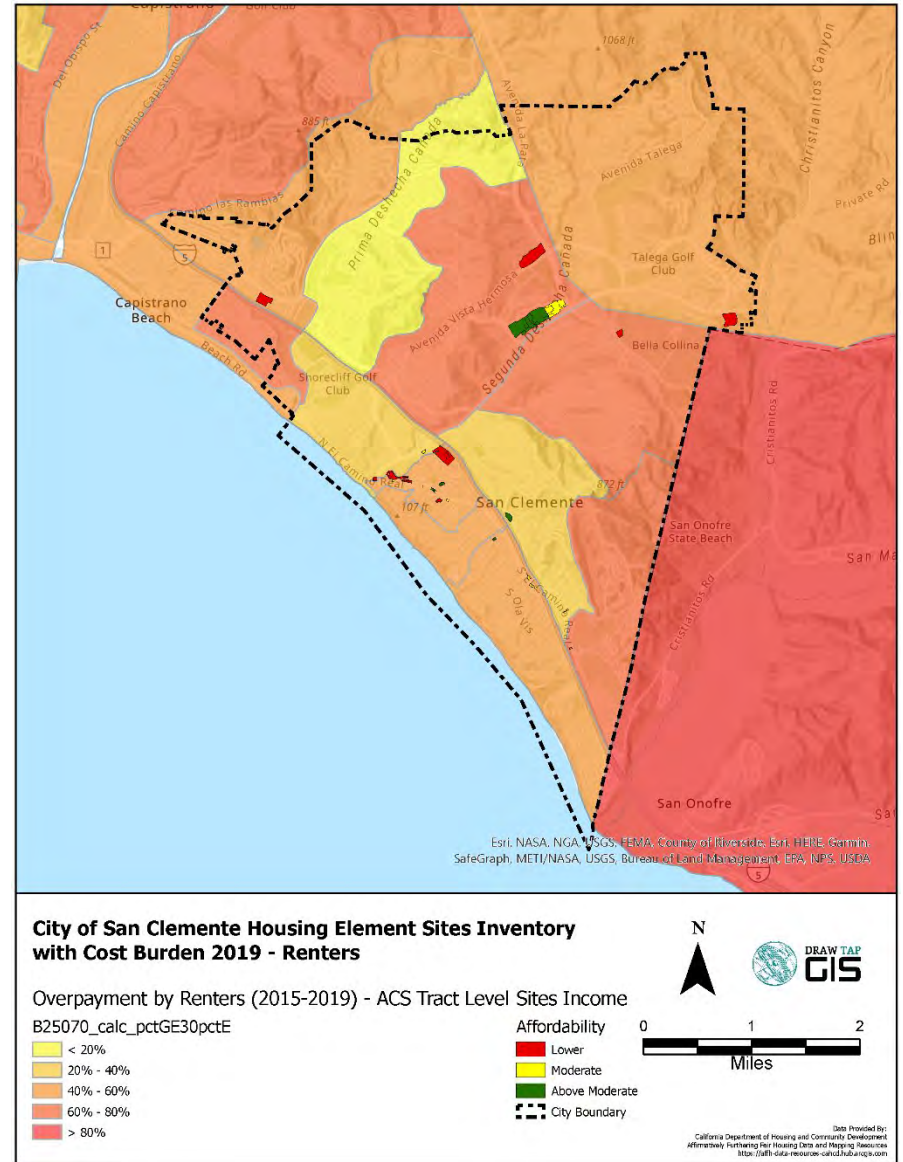 Capistrano
Golf Club
Del Obispo St
Camino Capistrano
1068 ft
Christianitos Canyon
885 ft
Avenida La Pata
Prima Deshecha Cañada
Avenida Talega
Private Rd
Camino las Ramblas
1
5
Talega Golf
Club
Capistrano
Beach
Avenida Vista Hermosa
Segunda Deshecha Cañada
Bella Collina
Beach Rd
Shorecliff Golf
Club
Cristianitos Rd
N El Camino Real
872 ft
San Clemente
107 ft
San Onofre
State Beach
S El Camino Real
S Ola Vis
Cristianitos Rd
San Onofre
Esri, NASA, NGA, USGS, FEMA, County of Riverside, Esri, HERE, Garmin,
SafeGraph, METI/NASA, USGS, Bureau of Land Management, EPA, NPS, USDA
5
City of San Clemente Housing Element Sites Inventory
with Cost Burden 2019 - Renters
N
DRAW TAP
GIS
Overpayment by Renters (2015-2019) - ACS Tract Level Sites Income
B25070_calc_pctGE30pctE
< 20%
20% - 40%
40% - 60%
60% - 80%
> 80%
Affordability
Lower
Moderate
Above Moderate
City Boundary
0 1 2
Miles
Data Provided By:
California Department of Housing and Community Development
Affirmatively Furthering Fair Housing Data and Mapping Resources
https://affh-data-resources-cahcd.hub.arcgis.com